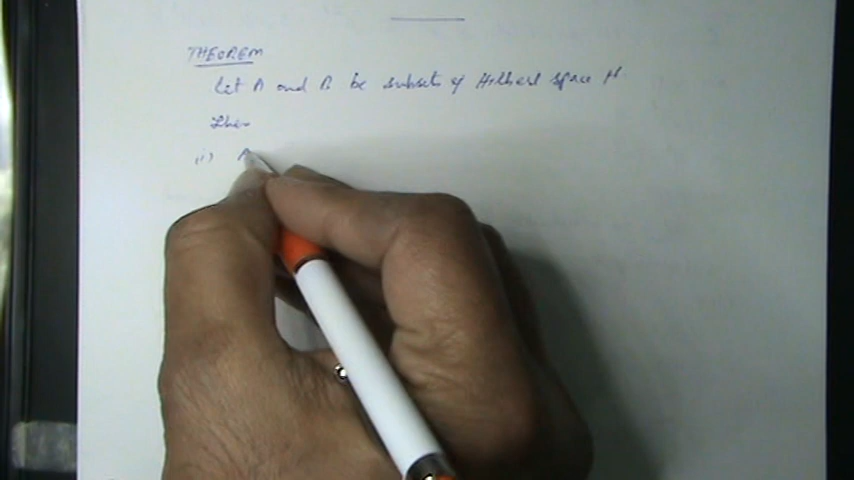 THEOREM
Let A and B be subsets of Hilbert space H.
Then
(i) A